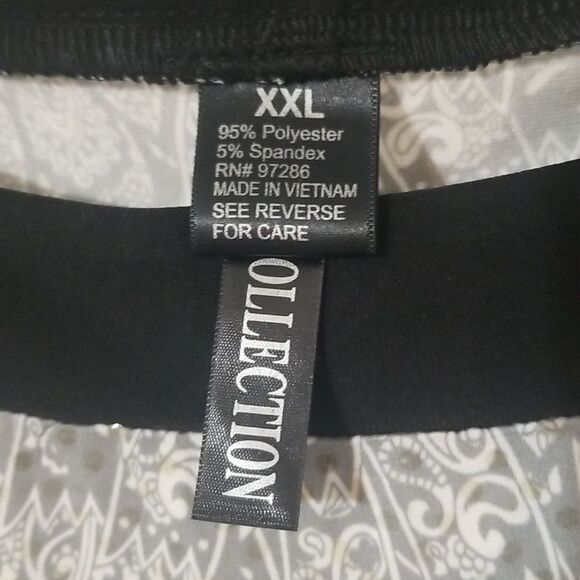 XXL
95% Polyester
5% Spandex
RN# 97286
MADE IN VIETNAM
SEE REVERSE
FOR CARE
OLLECTION